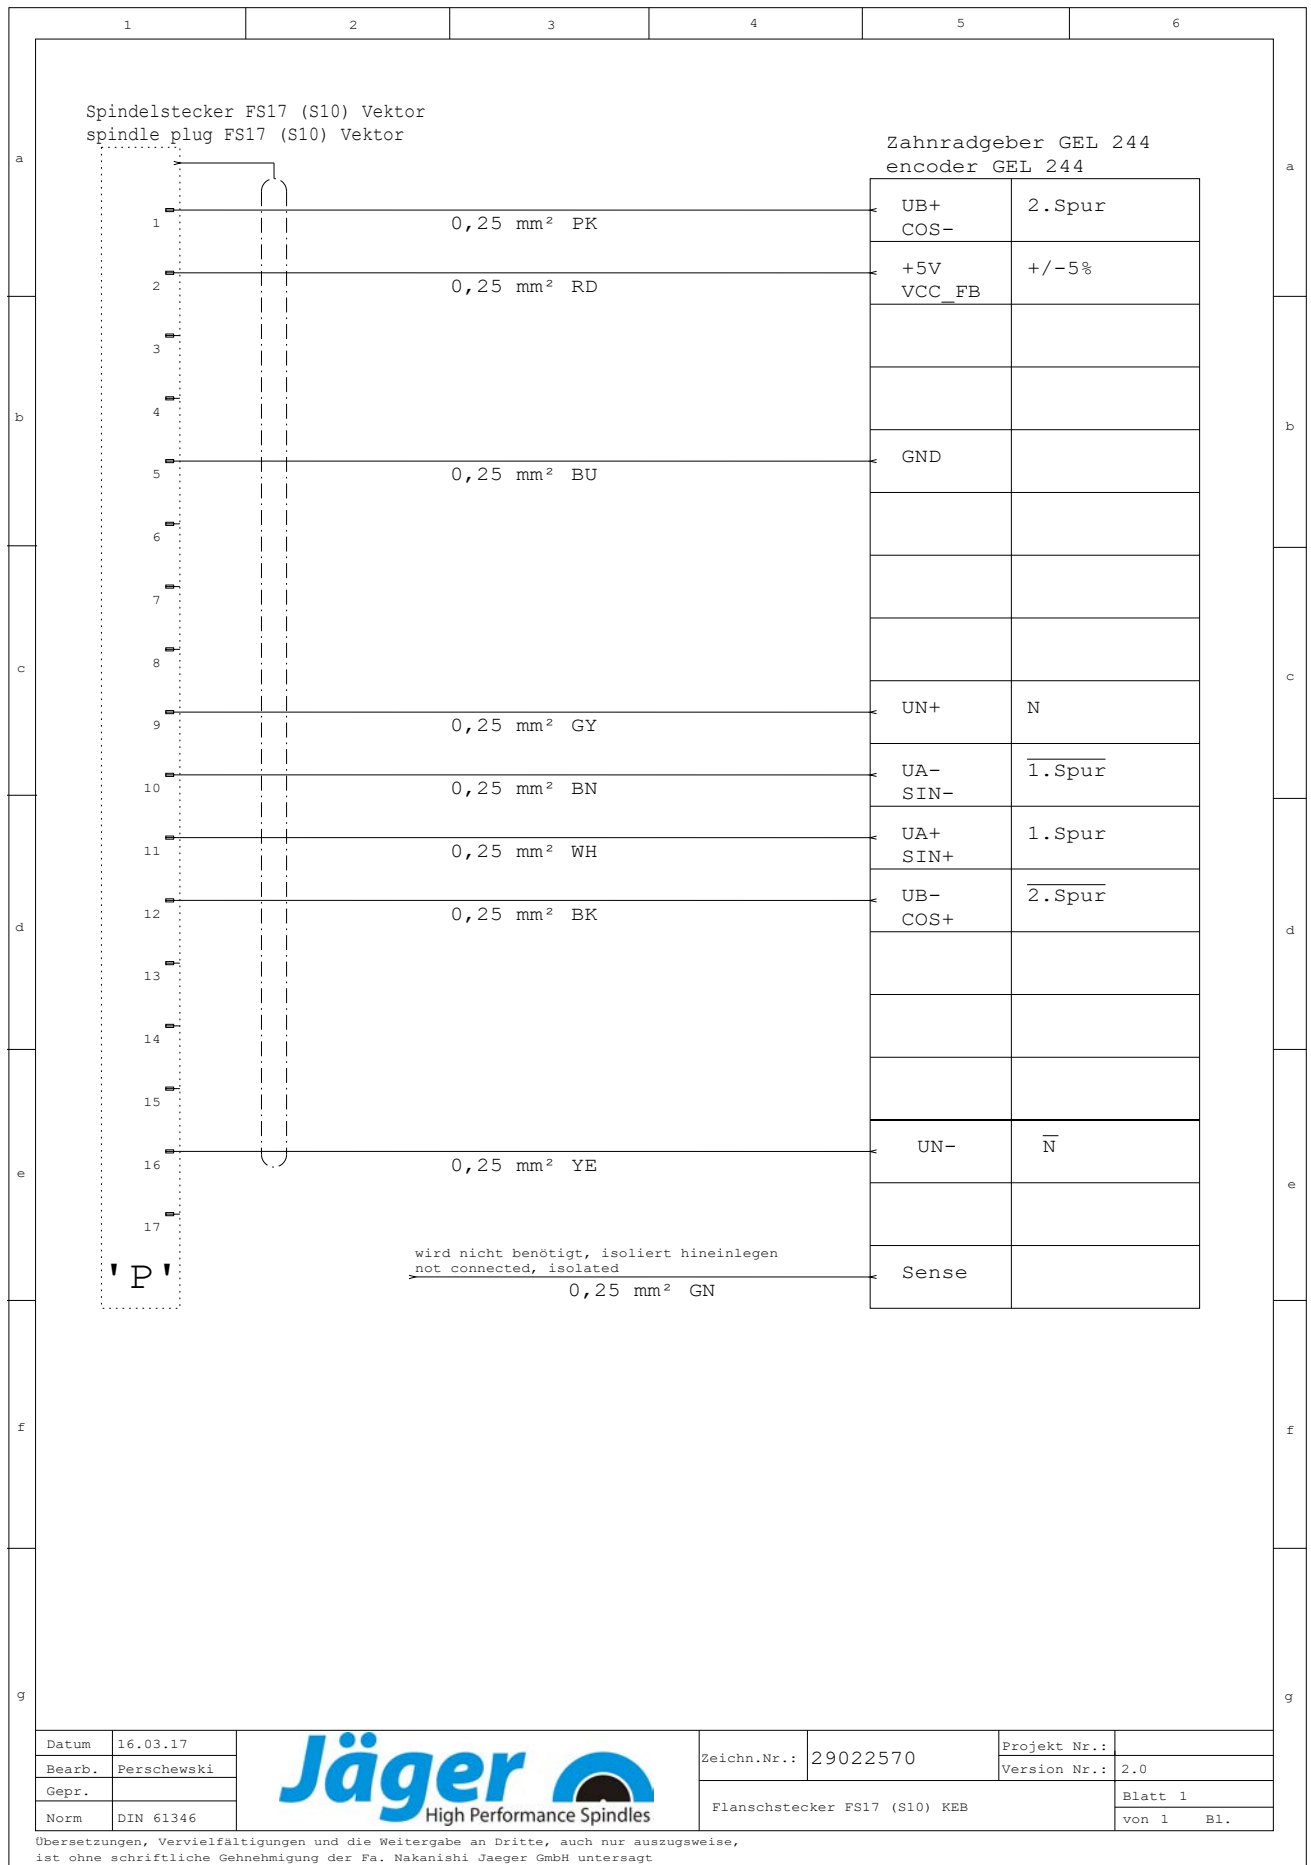 1 2 3 4 5 6
Spindelstecker FS17 (S10) Vektor
spindle plug FS17 (S10) Vektor
Zahnradgeber GEL 244
encoder GEL 244
a a
1 0,25 mm² PK UB+ 2.Spur
COS-
2 0,25 mm² RD +5V +/-5%
VCC_FB
3
4
b b
5 0,25 mm² BU GND
6
7
8
c c
9 0,25 mm² GY UN+ N
10 0,25 mm² BN UA- 1.Spur
SIN-
11 0,25 mm² WH UA+ 1.Spur
SIN+
12 0,25 mm² BK UB- 2.Spur
COS+
d d
13
14
15
16 0,25 mm² YE UN- N
e e
17
wird nicht benötigt, isoliert hineinlegen
not connected, isolated
'P' 0,25 mm² GN Sense
f f
g g
Datum 16.03.17
Bearb. Perschewski
Gepr.
Norm DIN 61346
Jäger
High Performance Spindles
Zeichn.Nr.: 29022570
Projekt Nr.:
Version Nr.: 2.0
Flanschstecker FS17 (S10) KEB
Blatt 1
von 1 Bl.
Übersetzungen, Vervielfältigungen und die Weitergabe an Dritte, auch nur auszugsweise,
ist ohne schriftliche Gehnehmigung der Fa. Nakanishi Jaeger GmbH untersagt